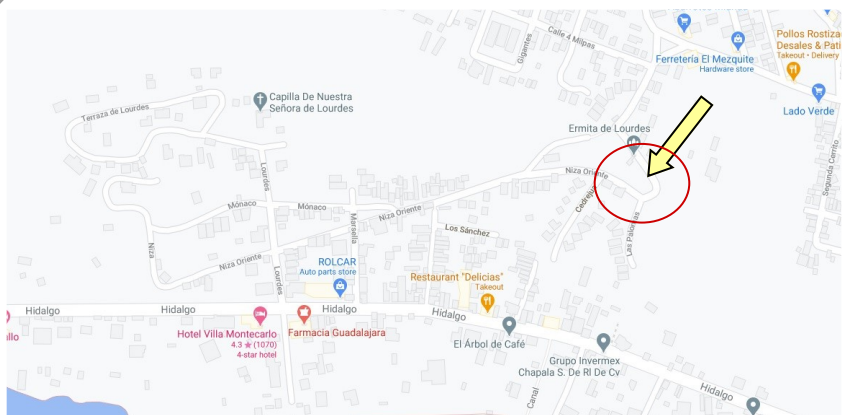 Calle 4 Milpas
Gigantes
Pollos Rostiza
Desales & Pati
Takeout • Delivery
Ferretería El Mezquite
Hardware store
Lado Verde
Capilla De Nuestra
Señora de Lourdes
Terraza de Lourdes
Ermita de Lourdes
Segunda Cerrito
Lourdes
Niza Oriente
Mónaco
Mónaco
Niza Oriente
Marsella
Los Sánchez
Las Palomas
Niza
Niza Oriente
Lourdes
ROLCAR
Auto parts store
Restaurant "Delicias"
Takeout
Hidalgo
Hidalgo
Hidalgo
Hidalgo
Hotel Villa Montecarlo
4.3 ★ (1070)
4-star hotel
Farmacia Guadalajara
El Árbol de Café
Grupo Invermex
Chapala S. De Rl De Cv
Canal
Hidalgo